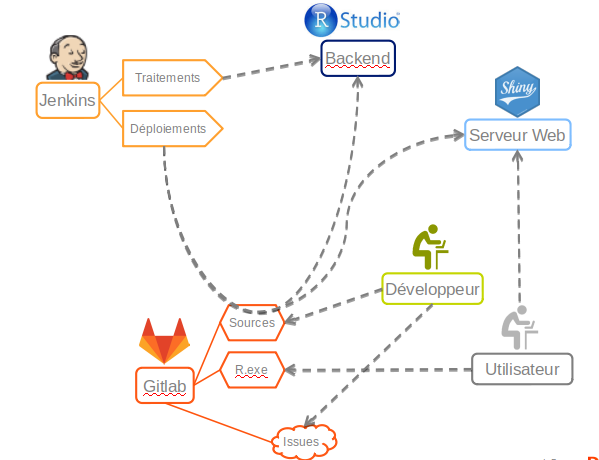 R Studio
Backend
Jenkins
Traitements
Déploiements
Shiny
Serveur Web
Développeur
Sources
R.exe
Gitlab
Utilisateur
Issues